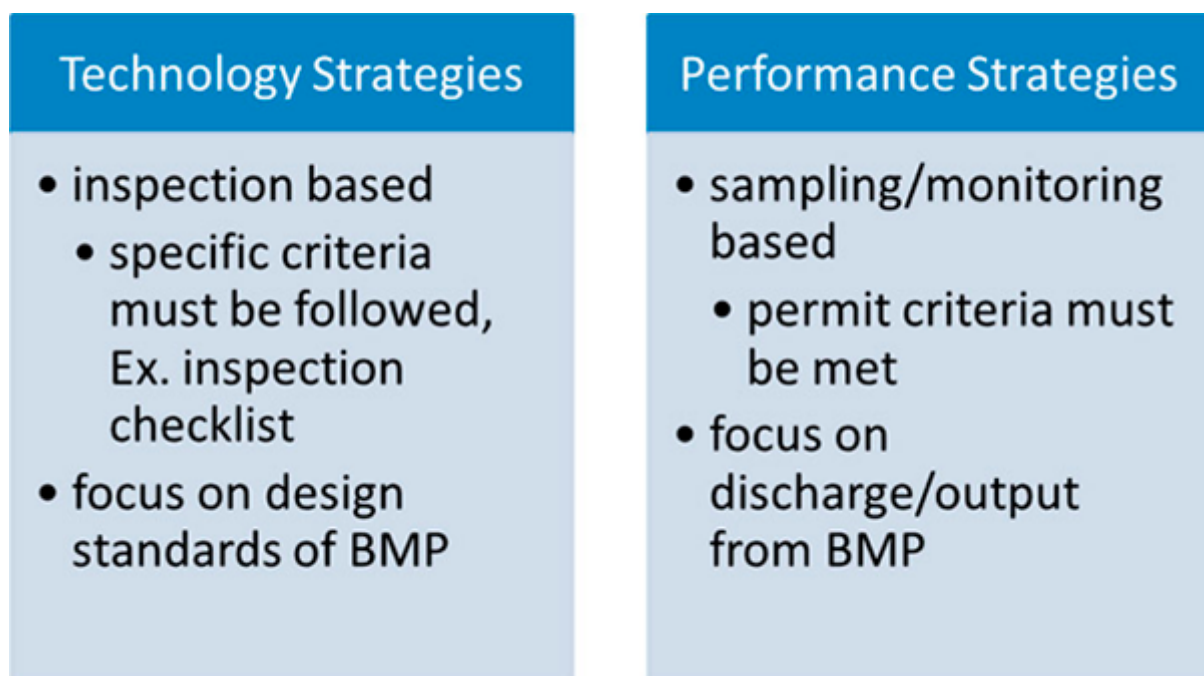 Technology Strategies
• inspection based
• specific criteria
must be followed,
Ex. inspection
checklist
• focus on design
standards of BMP
Performance Strategies
• sampling/monitoring
based
• permit criteria must
be met
• focus on
discharge/output
from BMP